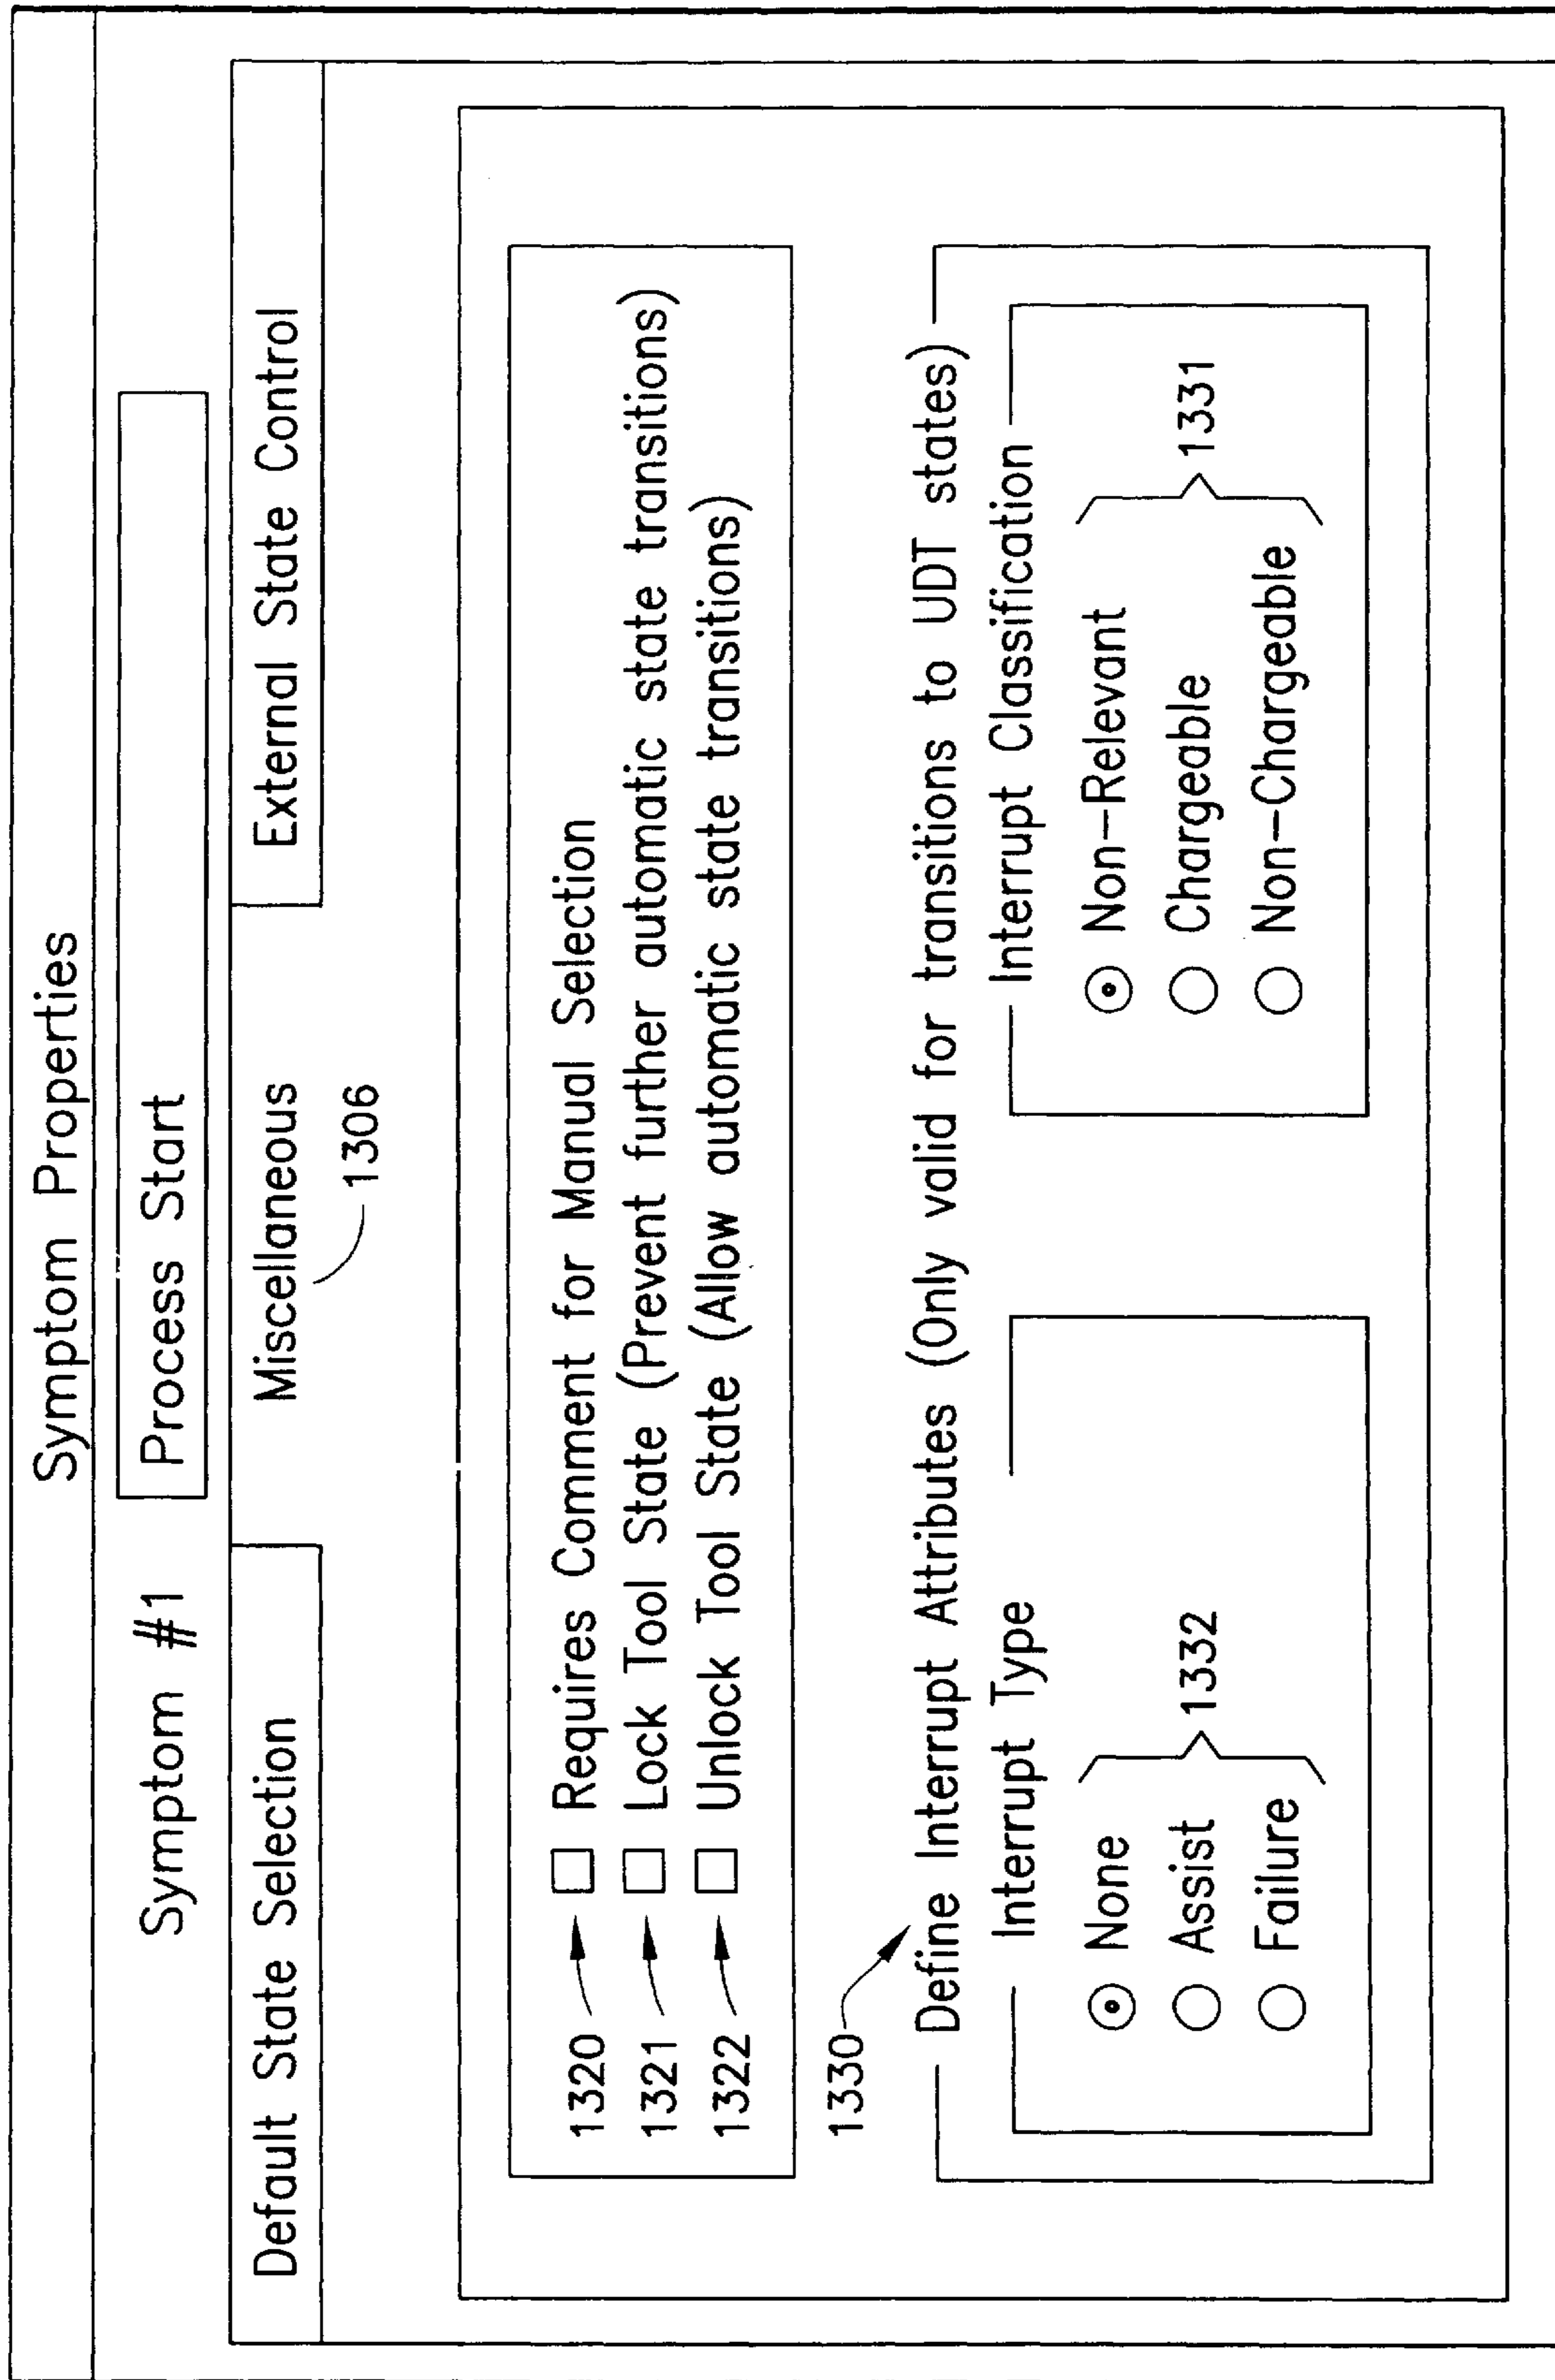 Symptom Properties
Symptom #1 Process Start
Default State Selection Miscellaneous External State Control
1306
1320 Requires Comment for Manual Selection
1321 Lock Tool State (Prevent further automatic state transitions)
1322 Unlock Tool State (Allow automatic state transitions)
1330
Define Interrupt Attributes (Only valid for transitions to UDT states)
Interrupt Type
None
Assist 1332
Failure
Interrupt Classification
Non-Relevant
Chargeable 1331
Non-Chargeable